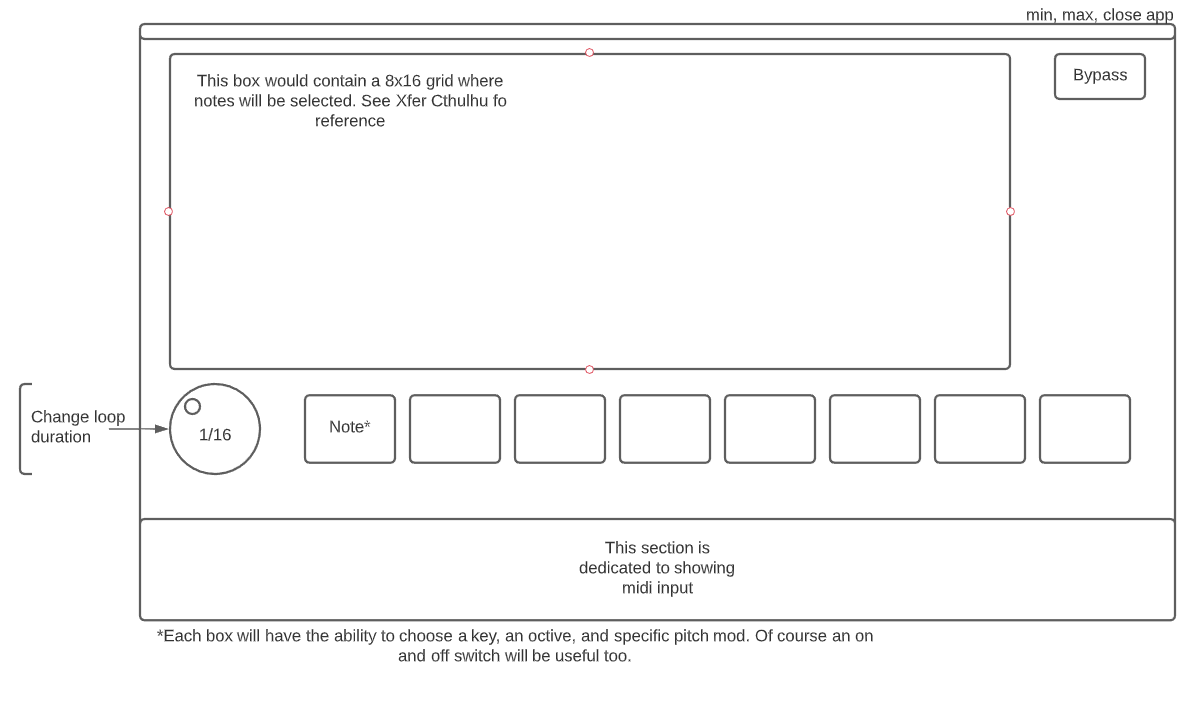 min, max, close app
This box would contain a 8x16 grid where
notes will be selected. See Xfer Cthulhu fo
reference
Bypass
Change loop
duration
1/16
Note*
This section is
dedicated to showing
midi input
*Each box will have the ability to choose a key, an octive, and specific pitch mod. Of course an on
and off switch will be useful too.